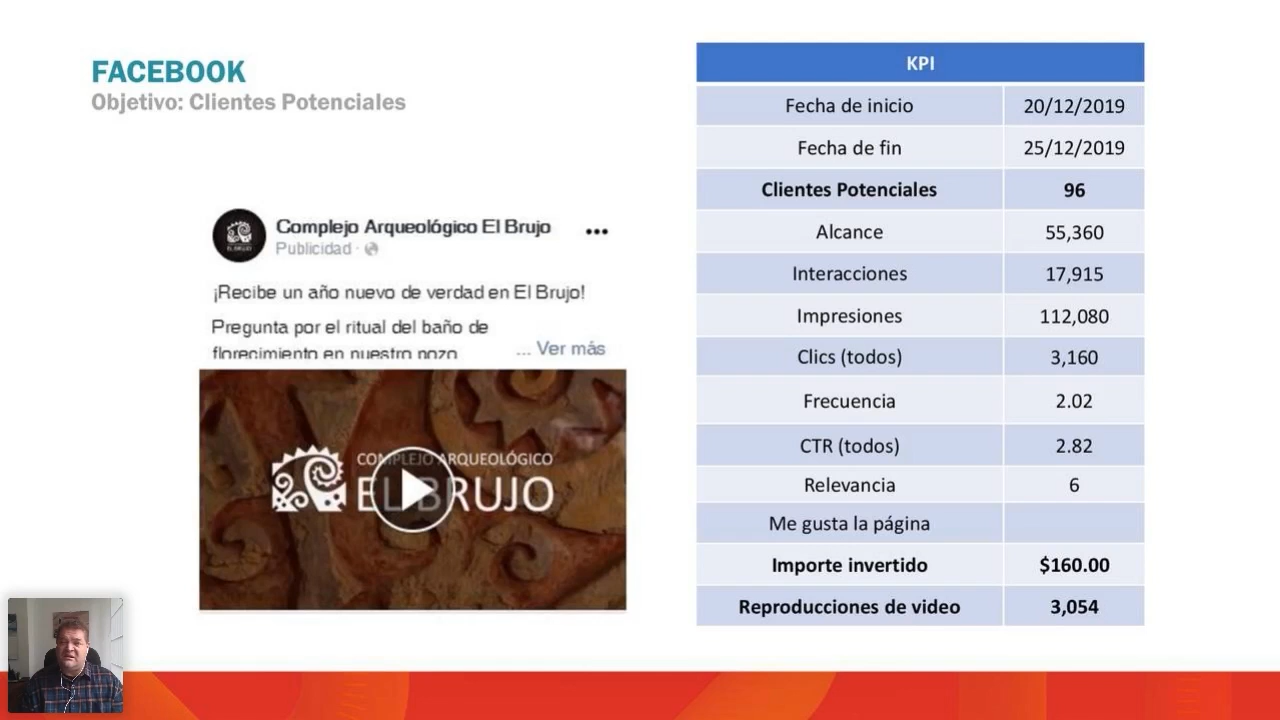 FACEBOOK
Objetivo: Clientes Potenciales
Complejo Arqueológico El Brujo
Publicidad ·
¡Recibe un año nuevo de verdad en El Brujo!
Pregunta por el ritual del baño de
florecimiento en nuestro pozo
... Ver más
COMPLEJO ARQUEOLÓGICO
EL BRUJO
EL BRUJO
KPI
Fecha de inicio 20/12/2019
Fecha de fin 25/12/2019
Clientes Potenciales 96
Alcance 55,360
Interacciones 17,915
Impresiones 112,080
Clics (todos) 3,160
Frecuencia 2.02
CTR (todos) 2.82
Relevancia 6
Me gusta la página
Importe invertido $160.00
Reproducciones de video 3,054